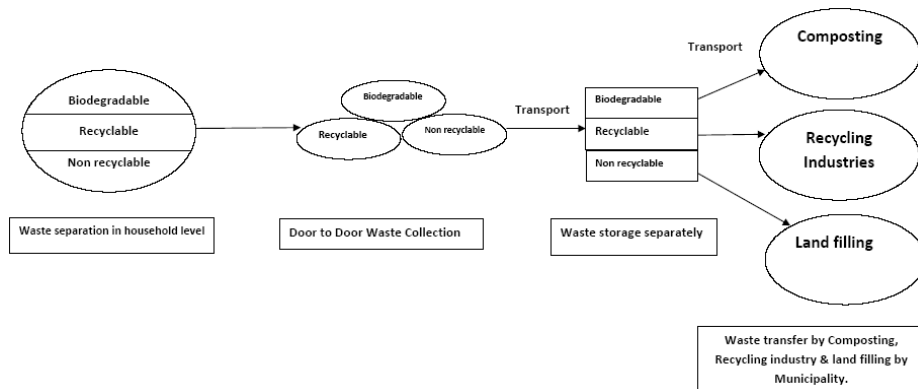 Biodegradable
Recyclable
Non recyclable
Waste separation in household level
Biodegradable
Recyclable
Non recyclable
Door to Door Waste Collection
Transport
Biodegradable
Recyclable
Non recyclable
Waste storage separately
Transport
Composting
Recycling
Industries
Land filling
Waste transfer by Composting,
Recycling industry & land filling by
Municipality.